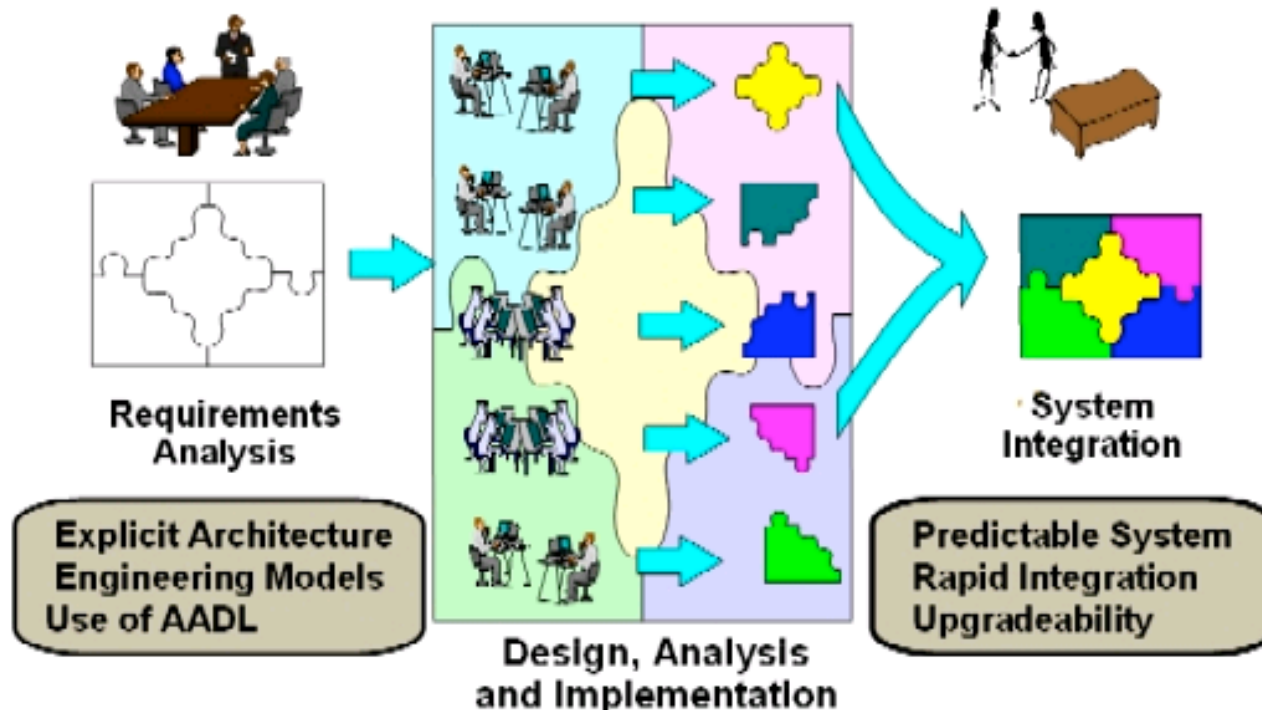 Requirements
Analysis
Explicit Architecture
Engineering Models
Use of AADL
Design, Analysis
and Implementation
System
Integration
Predictable System
Rapid Integration
Upgradeability